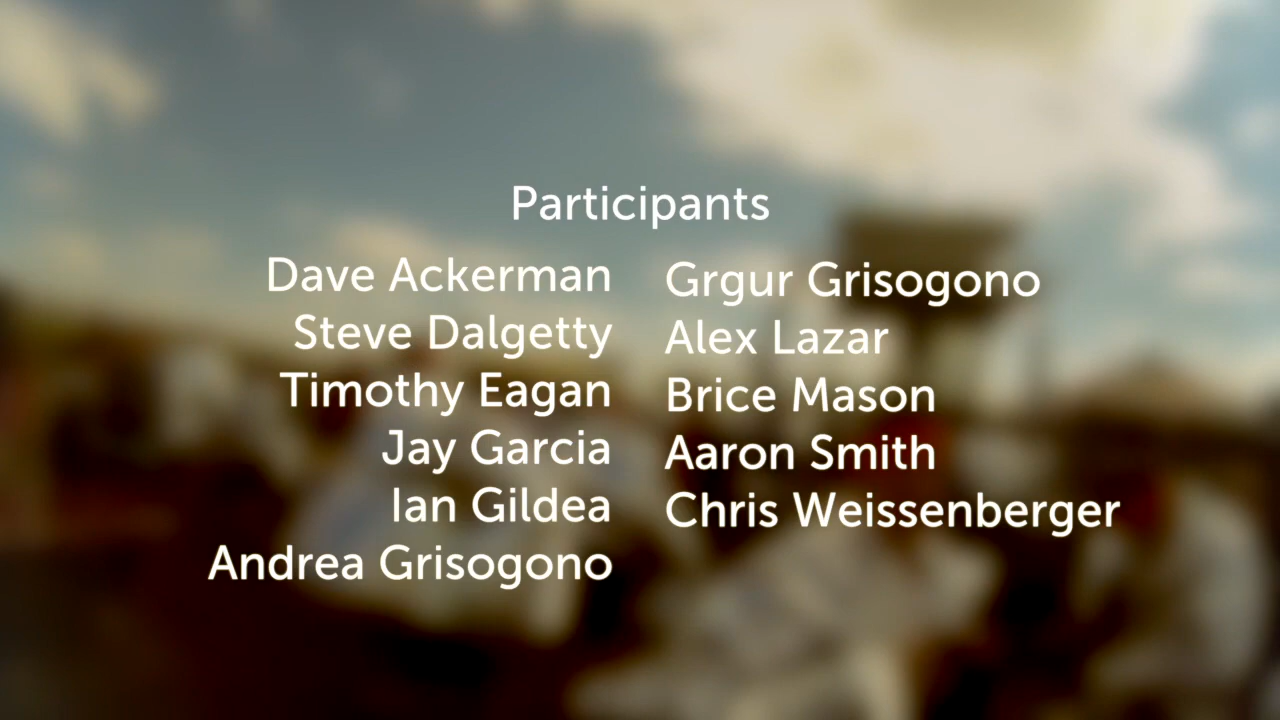 Participants
Dave Ackerman
Steve Dalgetty
Timothy Eagan
Jay Garcia
Ian Gildea
Andrea Grisogono
Grgur Grisogono
Alex Lazar
Brice Mason
Aaron Smith
Chris Weissenberger